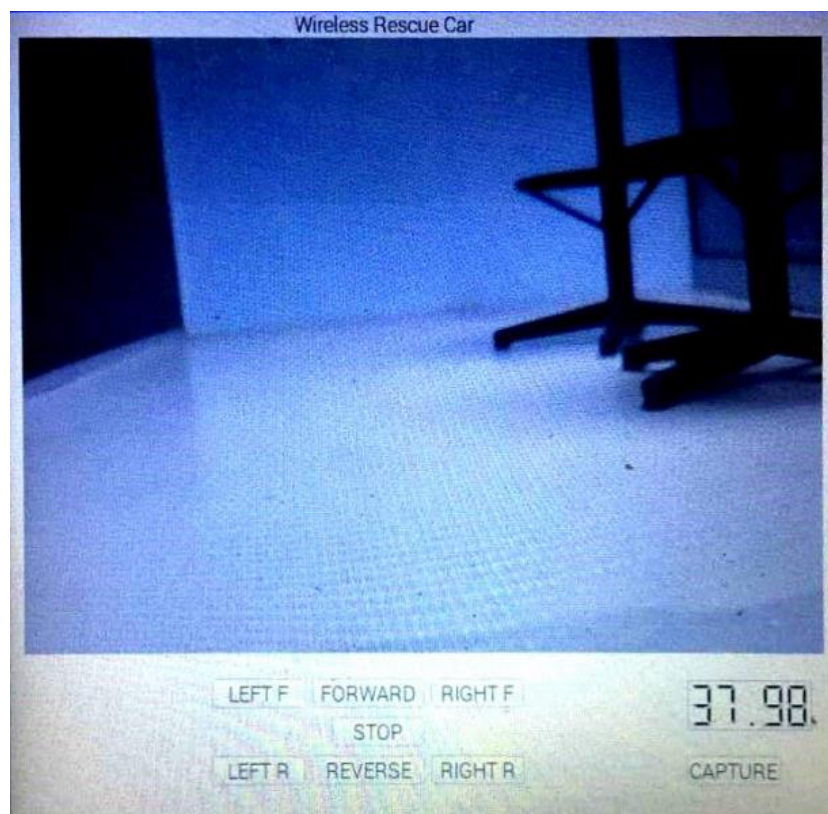 Wireless Rescue Car
LEFT F FORWARD RIGHT F
37.98
STOP
LEFT R REVERSE RIGHT R
CAPTURE